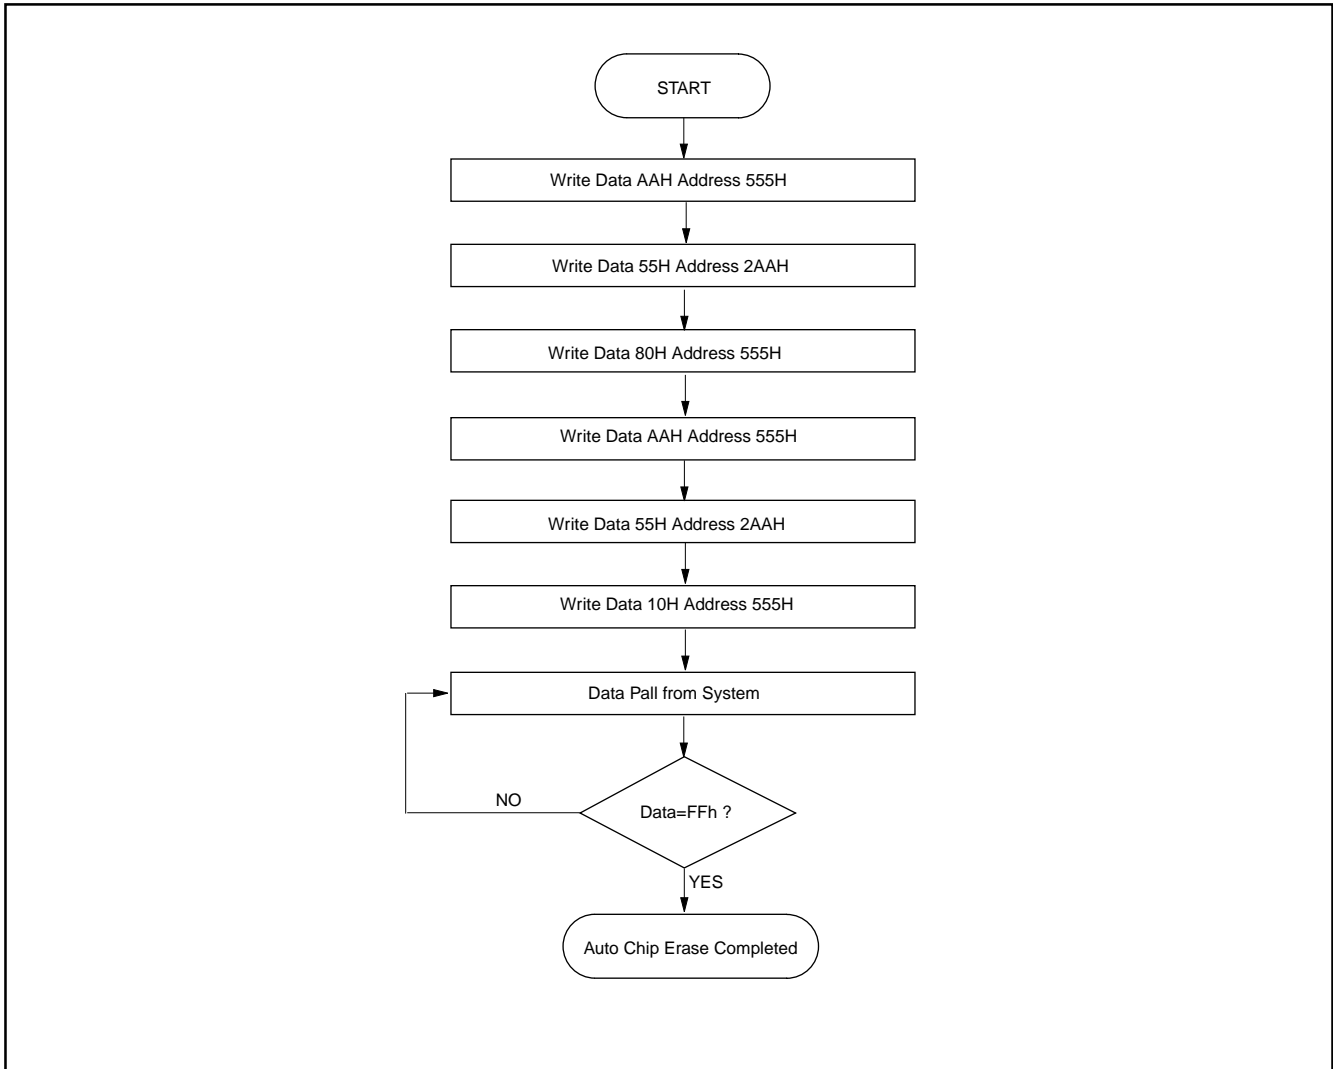 START
Write Data AAH Address 555H
Write Data 55H Address 2AAH
Write Data 80H Address 555H
Write Data AAH Address 555H
Write Data 55H Address 2AAH
Write Data 10H Address 555H
Data Pall from System
NO
Data=FFh ?
YES
Auto Chip Erase Completed